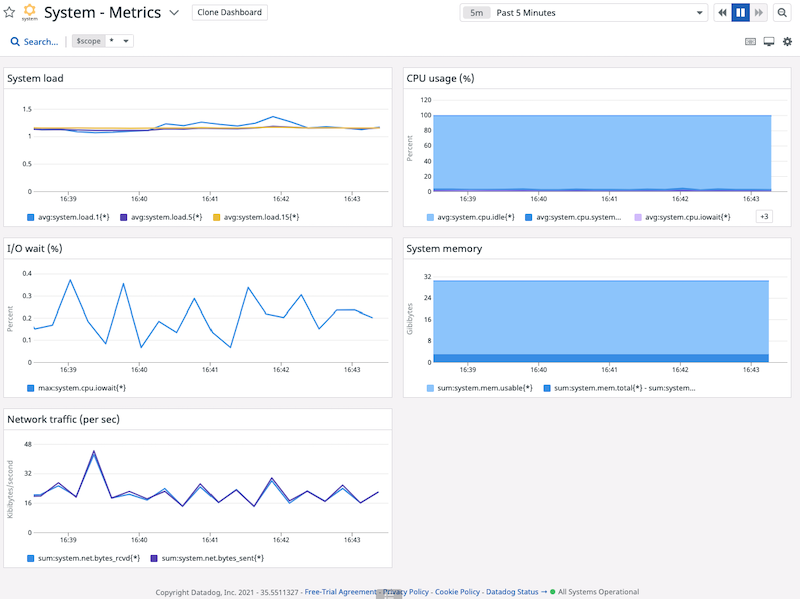 system
System - Metrics
Clone Dashboard
5m Past 5 Minutes
Search...
$scope *
System load
1.5
1
0.5
0
16:39 16:40 16:41 16:42 16:43
avg:system.load.1{*} avg:system.load.5{*} avg:system.load.15{*}
CPU usage (%)
Percent
120
100
80
60
40
20
0
16:39 16:40 16:41 16:42 16:43
avg:system.cpu.idle{*} avg:system.cpu.system... avg:system.cpu.iowait{*} +3
I/O wait (%)
Percent
0.4
0.3
0.2
0.1
0
16:39 16:40 16:41 16:42 16:43
max:system.cpu.iowait{*}
System memory
Gibibytes
32
24
16
8
0
16:39 16:40 16:41 16:42 16:43
sum:system.mem.usable{*} sum:system.mem.total{*} - sum:system...
Network traffic (per sec)
Kibibytes/second
48
32
16
0
16:39 16:40 16:41 16:42 16:43
sum:system.net.bytes_rcvd{*} sum:system.net.bytes_sent{*}
Copyright Datadog, Inc. 2021 - 35.5511327 - Free-Trial Agreement - Privacy Policy - Cookie Policy - Datadog Status → All Systems Operational